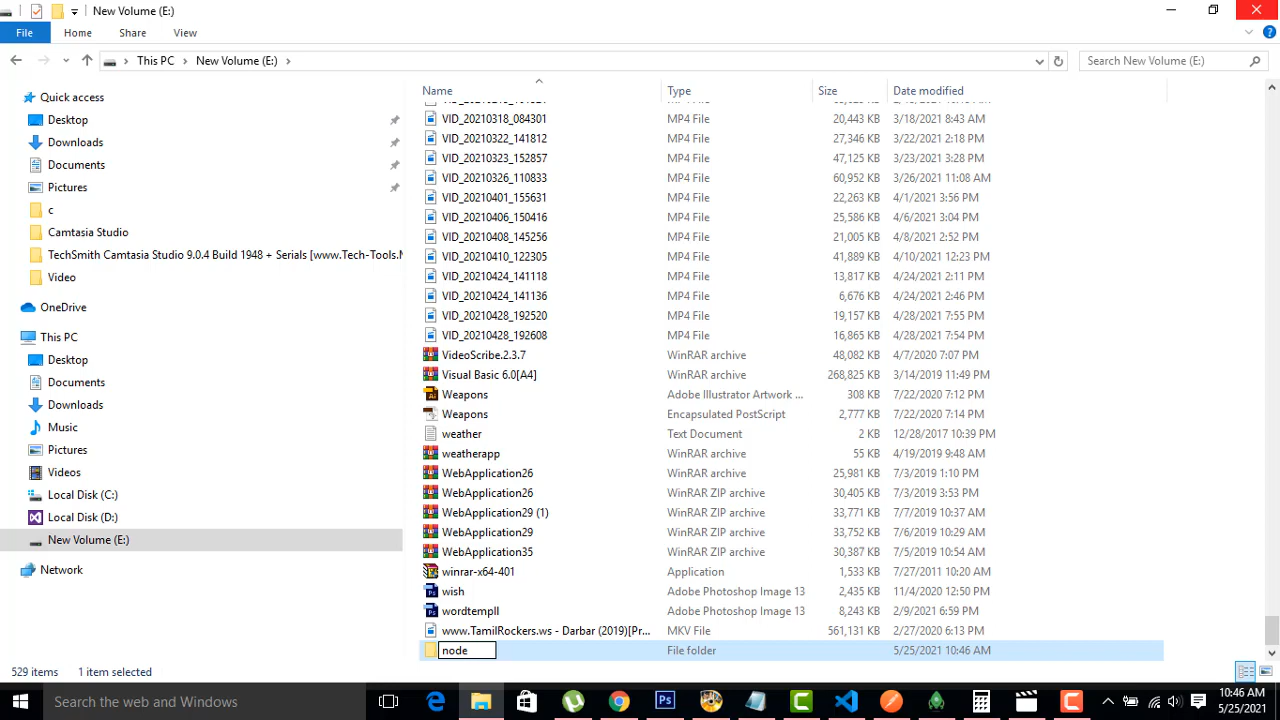 New Volume (E:)
File Home Share View
This PC New Volume (E:) Search New Volume (E:)
Name Type Size Date modified
Quick access
Desktop
Downloads
Documents
Pictures
c
Camtasia Studio
TechSmith Camtasia Studio 9.0.4 Build 1948 + Serials [www.Tech-Tools.M
Video
OneDrive
This PC
Desktop
Documents
Downloads
Music
Pictures
Videos
Local Disk (C:)
Local Disk (D:)
New Volume (E:)
Network
VID_20210318_084301 MP4 File 20,443 KB 3/18/2021 8:43 AM
VID_20210322_141812 MP4 File 27,346 KB 3/22/2021 2:18 PM
VID_20210323_152857 MP4 File 47,125 KB 3/23/2021 3:28 PM
VID_20210326_110833 MP4 File 60,952 KB 3/26/2021 11:08 AM
VID_20210401_155631 MP4 File 22,263 KB 4/1/2021 3:56 PM
VID_20210406_150416 MP4 File 25,586 KB 4/6/2021 3:04 PM
VID_20210408_145256 MP4 File 21,005 KB 4/8/2021 2:52 PM
VID_20210410_122305 MP4 File 41,889 KB 4/10/2021 12:23 PM
VID_20210424_141118 MP4 File 13,817 KB 4/24/2021 2:11 PM
VID_20210424_141136 MP4 File 6,676 KB 4/24/2021 2:46 PM
VID_20210428_192520 MP4 File 19,157 KB 4/28/2021 7:55 PM
VID_20210428_192608 MP4 File 16,865 KB 4/28/2021 7:54 PM
VideoScribe.2.3.7 WinRAR archive 48,082 KB 4/7/2020 7:07 PM
Visual Basic 6.0[A4] WinRAR archive 268,825 KB 3/14/2019 11:49 PM
Weapons Adobe Illustrator Artwork ... 308 KB 7/22/2020 7:12 PM
Weapons Encapsulated PostScript 2,777 KB 7/22/2020 7:14 PM
weather Text Document 2 KB 12/28/2017 10:39 PM
weatherapp WinRAR archive 55 KB 4/19/2019 9:48 AM
WebApplication26 WinRAR archive 25,981 KB 7/3/2019 1:10 PM
WebApplication26 WinRAR ZIP archive 30,405 KB 7/3/2019 3:53 PM
WebApplication29 (1) WinRAR ZIP archive 33,771 KB 7/7/2019 10:37 AM
WebApplication29 WinRAR ZIP archive 33,752 KB 7/6/2019 10:29 AM
WebApplication35 WinRAR ZIP archive 30,387 KB 7/5/2019 10:54 AM
winrar-x64-401 Application 1,533 KB 7/27/2011 10:20 AM
wish Adobe Photoshop Image 13 2,435 KB 11/4/2020 12:50 PM
wordtempll Adobe Photoshop Image 13 8,243 KB 2/9/2021 6:59 PM
www.TamilRockers.ws - Darbar (2019)[Pr... MKV File 561,131 KB 2/27/2020 6:13 PM
node File folder 5/25/2021 10:46 AM
529 items 1 item selected
Search the web and Windows
10:46 AM
5/25/2021